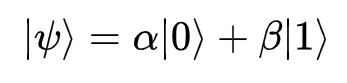 |ψ⟩ = α|0⟩ + β|1⟩